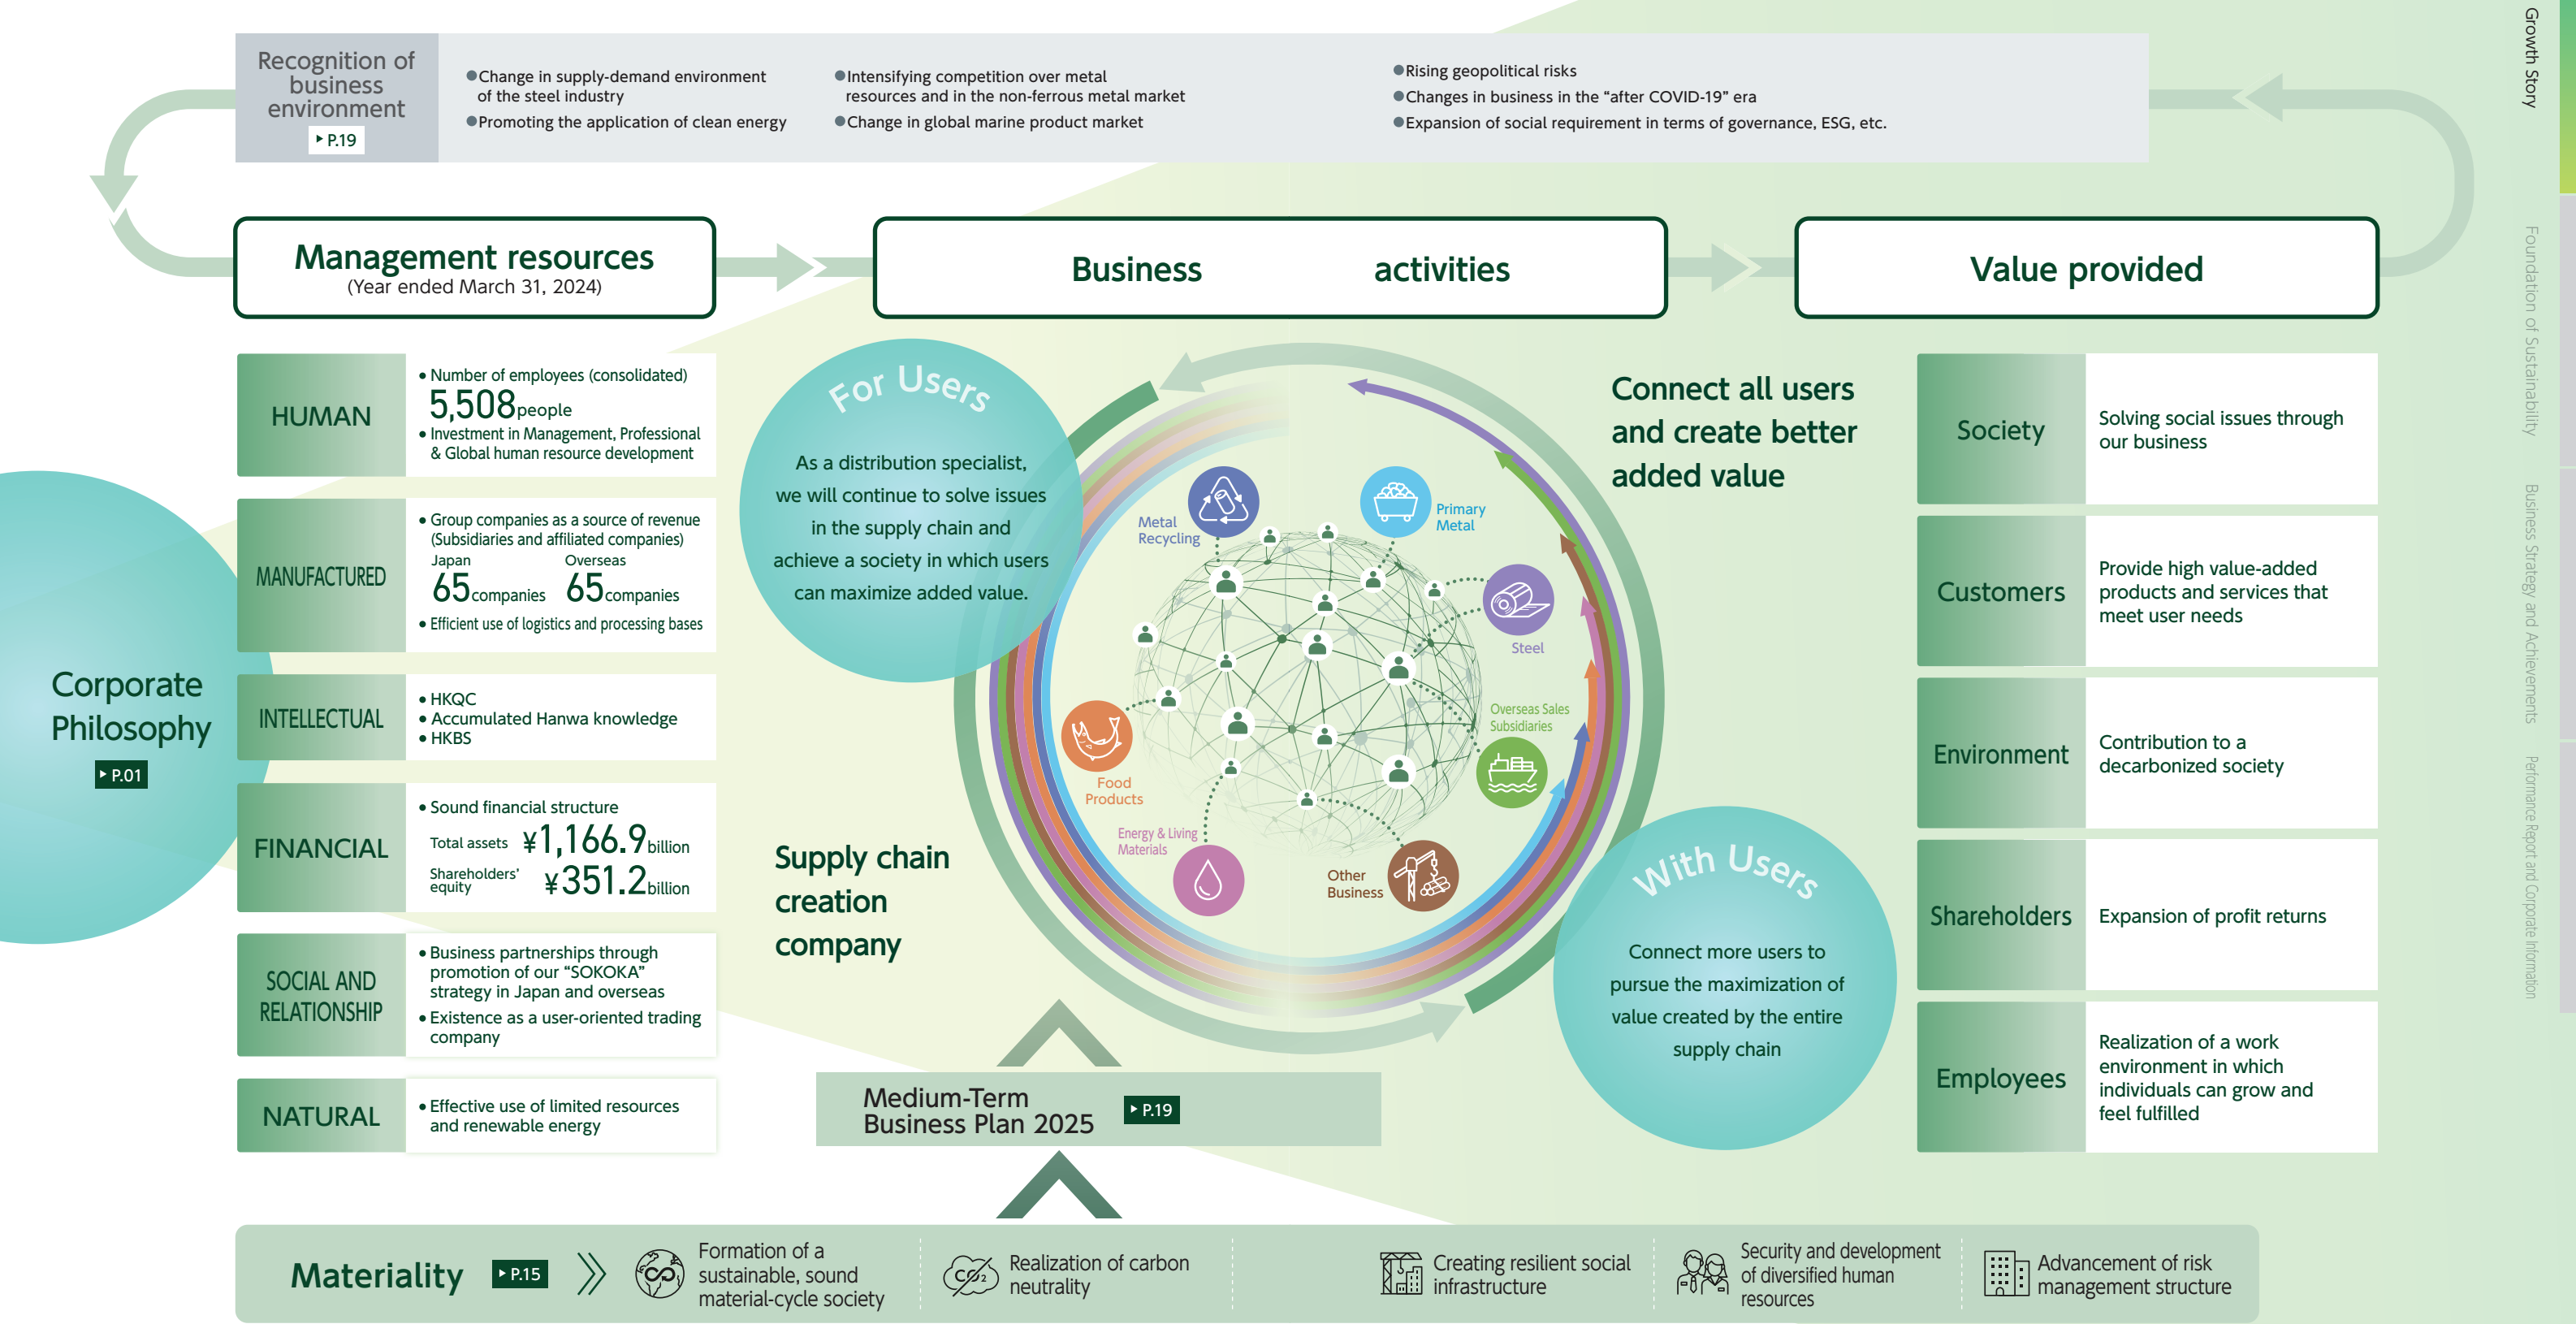 Recognition of
business
environment
P.19
●Change in supply-demand environment
of the steel industry
●Promoting the application of clean energy
●Intensifying competition over metal
resources and in the non-ferrous metal market
●Change in global marine product market
●Rising geopolitical risks
●Changes in business in the “after COVID-19” era
●Expansion of social requirement in terms of governance, ESG, etc.
Management resources
(Year ended March 31, 2024)
Business activities
Value provided
Corporate
Philosophy
P.01
HUMAN
• Number of employees (consolidated)
5,508 people
• Investment in Management, Professional
& Global human resource development
MANUFACTURED
• Group companies as a source of revenue
(Subsidiaries and affiliated companies)
Japan Overseas
65 companies 65 companies
• Efficient use of logistics and processing bases
INTELLECTUAL
• HKQC
• Accumulated Hanwa knowledge
• HKBS
FINANCIAL
• Sound financial structure
Total assets ¥1,166.9 billion
Shareholders’
equity ¥351.2 billion
SOCIAL AND
RELATIONSHIP
• Business partnerships through
promotion of our “SOKOKA”
strategy in Japan and overseas
• Existence as a user-oriented trading
company
NATURAL
• Effective use of limited resources
and renewable energy
For Users
As a distribution specialist,
we will continue to solve issues
in the supply chain and
achieve a society in which users
can maximize added value.
Connect all users
and create better
added value
Metal
Recycling
Primary
Metal
Steel
Overseas Sales
Subsidiaries
Food
Products
Energy & Living
Materials
Other
Business
Supply chain
creation
company
With Users
Connect more users to
pursue the maximization of
value created by the entire
supply chain
Medium-Term
Business Plan 2025
P.19
Society
Solving social issues through
our business
Customers
Provide high value-added
products and services that
meet user needs
Environment
Contribution to a
decarbonized society
Shareholders
Expansion of profit returns
Employees
Realization of a work
environment in which
individuals can grow and
feel fulfilled
Materiality
P.15
Formation of a
sustainable, sound
material-cycle society
CO2
Realization of carbon
neutrality
Creating resilient social
infrastructure
Security and development
of diversified human
resources
Advancement of risk
management structure
Growth Story
Foundation of Sustainability
Business Strategy and Achievements
Performance Report and Corporate Information